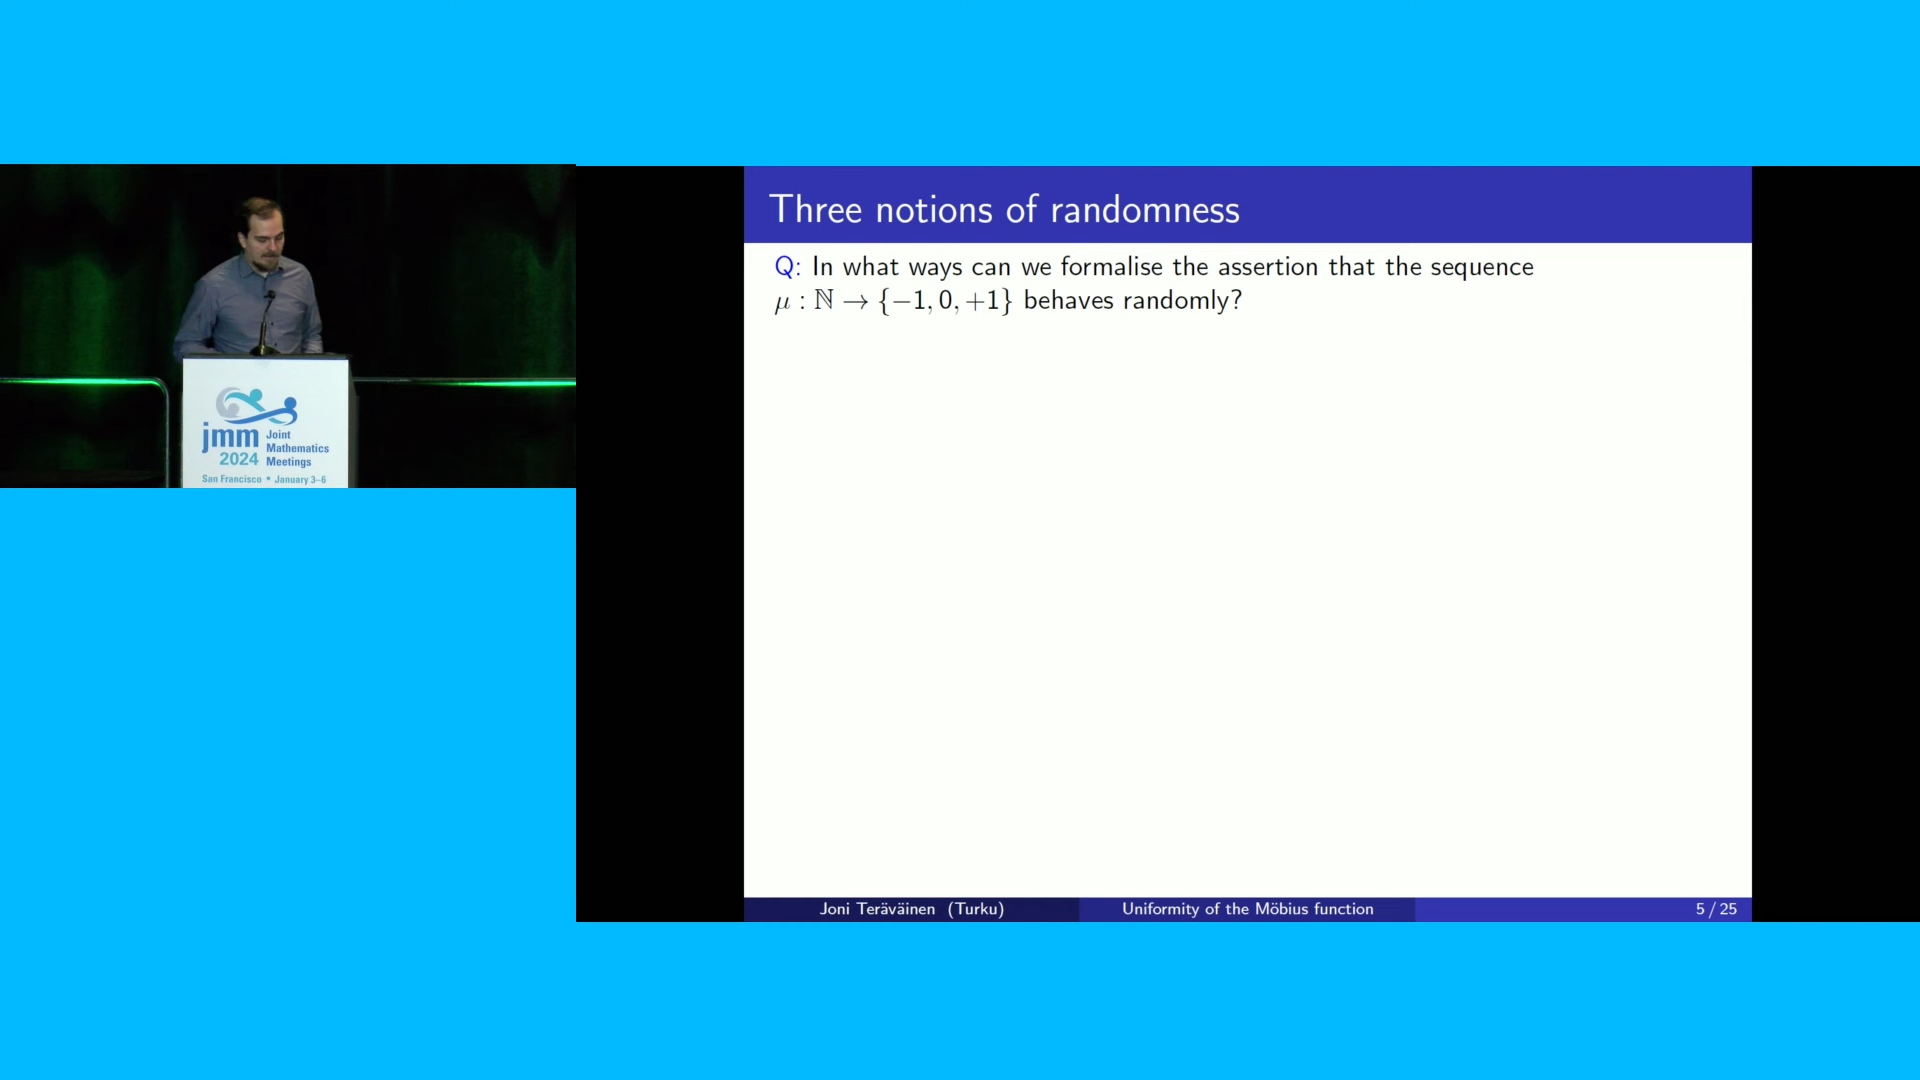 Three notions of randomness
Q: In what ways can we formalise the assertion that the sequence
μ : ℕ → {−1, 0, +1} behaves randomly?
jmm Joint
Mathematics
2024 Meetings
San Francisco • January 3–6
Joni Teräväinen (Turku)
Uniformity of the Möbius function
5 / 25